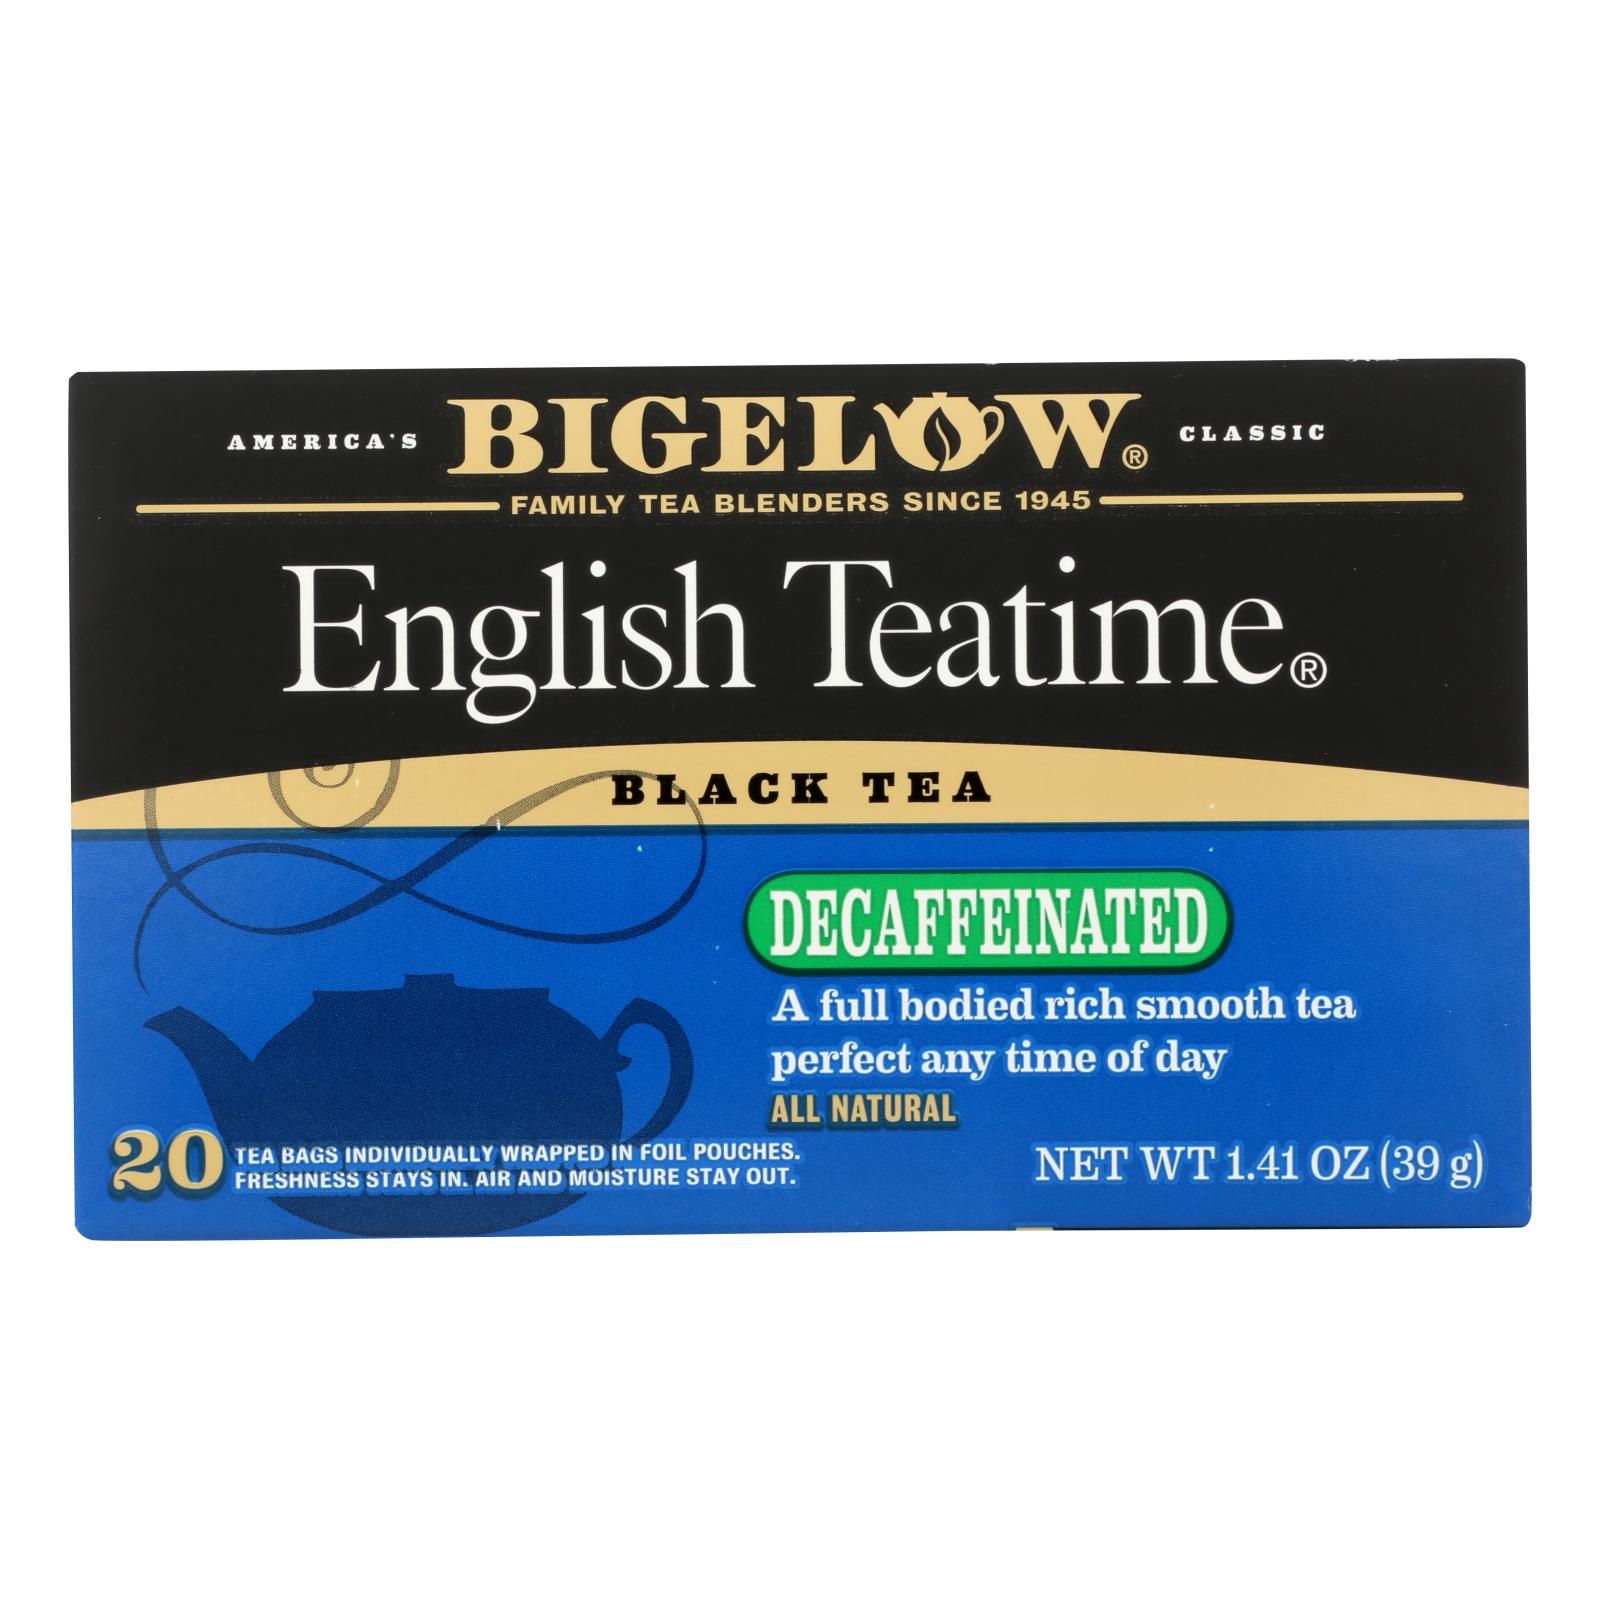 AMERICA'S BIGELOW® CLASSIC
FAMILY TEA BLENDERS SINCE 1945
English Teatime®
BLACK TEA
DECAFFEINATED
A full bodied rich smooth tea
perfect any time of day
ALL NATURAL
20 TEA BAGS INDIVIDUALLY WRAPPED IN FOIL POUCHES.
FRESHNESS STAYS IN. AIR AND MOISTURE STAY OUT.
NET WT 1.41 OZ (39 g)